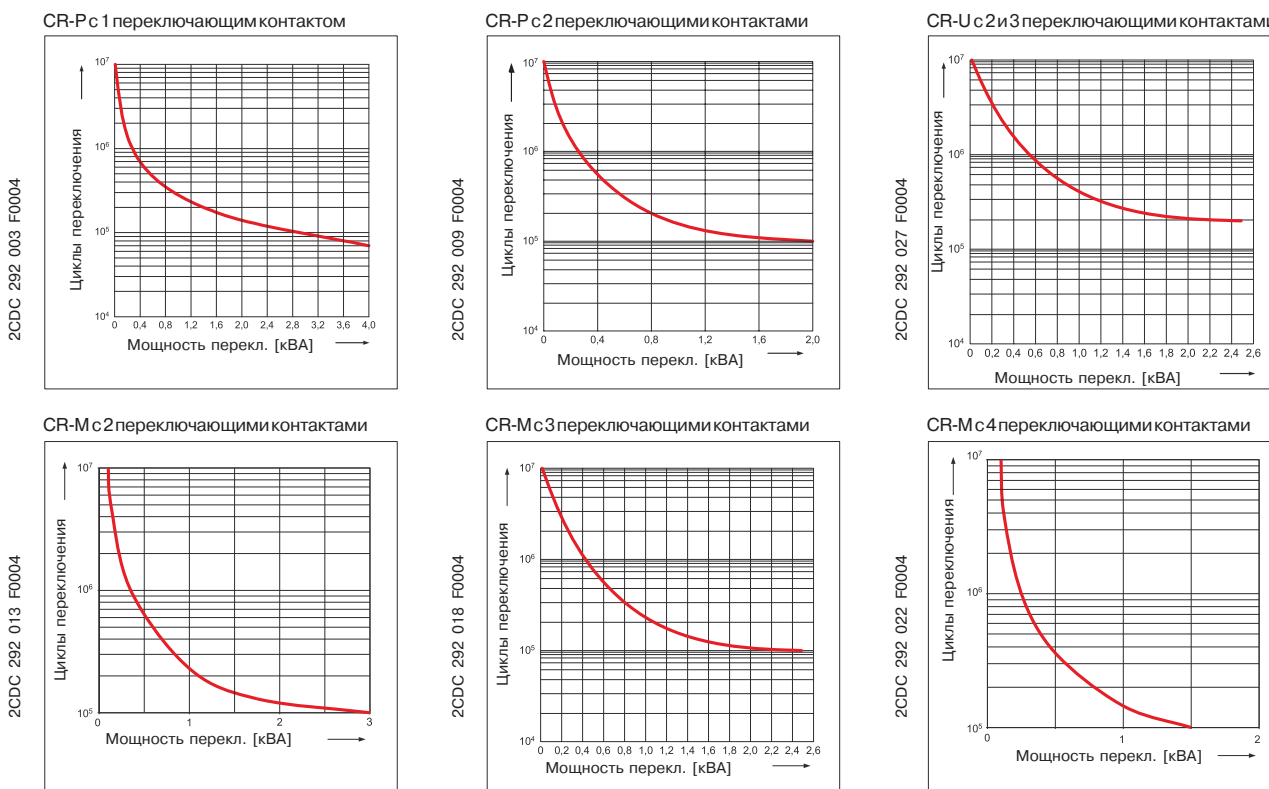 CR-P с 1 переключающим контактом
2CDC 292 003 F0004
Циклы переключения
10⁷
10⁶
10⁵
10⁴
0 0,4 0,8 1,2 1,6 2,0 2,4 2,8 3,2 3,6 4,0
Мощность перекл. [кВА]
CR-P с 2 переключающими контактами
2CDC 292 009 F0004
Циклы переключения
10⁷
10⁶
10⁵
10⁴
0 0,4 0,8 1,2 1,6 2,0
Мощность перекл. [кВА]
CR-U с 2 и 3 переключающими контактами
2CDC 292 027 F0004
Циклы переключения
10⁷
10⁶
10⁵
10⁴
0 0,2 0,4 0,6 0,8 1,0 1,2 1,4 1,6 1,8 2,0 2,2 2,4 2,6
Мощность перекл. [кВА]
CR-M с 2 переключающими контактами
2CDC 292 013 F0004
Циклы переключения
10⁷
10⁶
10⁵
0 1 2 3
Мощность перекл. [кВА]
CR-M с 3 переключающими контактами
2CDC 292 018 F0004
Циклы переключения
10⁷
10⁶
10⁵
10⁴
0 0,2 0,4 0,6 0,8 1,0 1,2 1,4 1,6 1,8 2,0 2,2 2,4 2,6
Мощность перекл. [кВА]
CR-M с 4 переключающими контактами
2CDC 292 022 F0004
Циклы переключения
10⁷
10⁶
10⁵
0 1 2
Мощность перекл. [кВА]